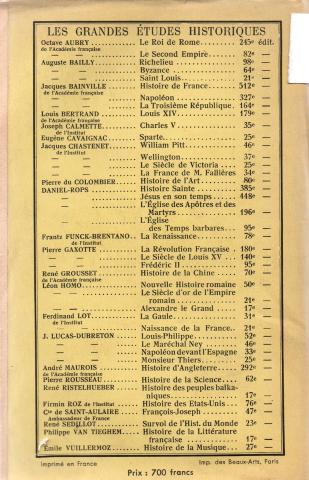 LES GRANDES ÉTUDES HISTORIQUES
Octave AUBRY ............ Le Roi de Rome......... 245e édit.
de l'Académie française
— — ............ Le Second Empire....... 82e —
Auguste BAILLY............ Richelieu ............... 98e —
— — ............ Byzance ................ 64e —
— — ............ Saint Louis.............. 21e —
Jacques BAINVILLE ........ Histoire de France...... 512e —
de l'Académie française
— — ........ Napoléon ............... 327e —
— — ........ La Troisième République. 164e —
Louis BERTRAND .......... Louis XIV............... 179e —
de l'Académie française
Joseph CALMETTE ......... Charles V ............... 35e —
de l'Institut
Eugène CAVAIGNAC........ Sparte................... 25e —
Jacques CHASTENET ....... William Pitt............. 46e —
de l'Institut
— — ....... Wellington............... 37e —
— — ....... Le Siècle de Victoria .... 25e —
— — ....... La France de M. Fallières 34e —
Pierre du COLOMBIER...... Histoire de l'Art........ 80e —
DANIEL-ROPS ............. Histoire Sainte ......... 385e —
— ............. Jésus en son temps ...... 448e —
— ............. L'Église des Apôtres et des
Martyrs ............... 196e —
— ............. L'Église
des Temps barbares.... 95e —
Frantz FUNCK-BRENTANO.. La Renaissance......... 78e —
de l'Institut
Pierre GAXOTTE .......... La Révolution Française . 180e —
— — .......... Le Siècle de Louis XV ... 140e —
— — .......... Frédéric II .............. 95e —
René GROUSSET .......... Histoire de la Chine .... 70e —
de l'Académie française
Léon HOMO............... Nouvelle Histoire romaine 50e —
— — ............... Le Siècle d'or de l'Empire
romain ................ 21e —
— — ............... Alexandre le Grand ..... 17e —
Ferdinand LOT............ La Gaule................ 31e —
de l'Institut
— — ............ Naissance de la France.. 21e —
J. LUCAS-DUBRETON ...... Louis-Philippe........... 52e —
— — ...... Le Maréchal Ney ........ 46e —
— — ...... Napoléon devant l'Espagne 33e —
— — ...... Monsieur Thiers......... 25e —
André MAUROIS .......... Histoire d'Angleterre.... 292e —
de l'Académie française
Pierre ROUSSEAU.......... Histoire de la Science.... 62e —
René RISTELHUEBER ...... Histoire des peuples balka-
niques.................. 17e —
Firmin ROZ de l'Institut .... Histoire des Etats-Unis .. 76e —
Cte de SAINT-AULAIRE .... François-Joseph ......... 47e —
Ambassadeur de France
René SEDILLOT ........... Survol de l'Hist. du Monde 23e —
Philippe VAN TIEGHEM..... Histoire de la Littérature
française .............. 17e —
Émile VUILLERMOZ ........ Histoire de la Musique... 27e —
Imprimé en France
Imp. des Beaux-Arts, Paris
Prix : 700 francs